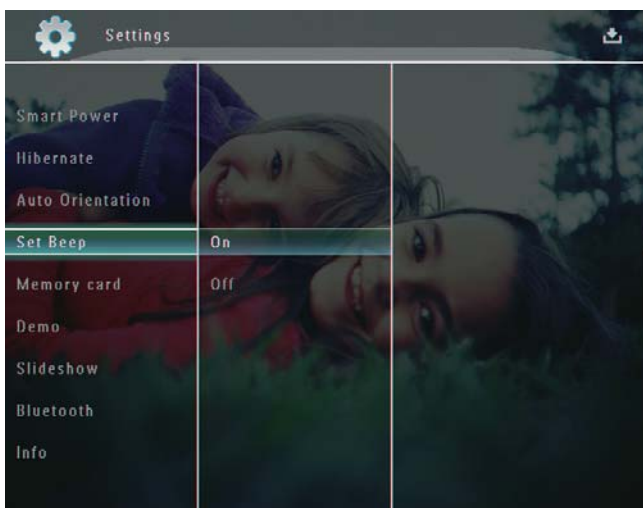 Settings
Smart Power
Hibernate
Auto Orientation
Set Beep
On
Memory card
Off
Demo
Slideshow
Bluetooth
Info